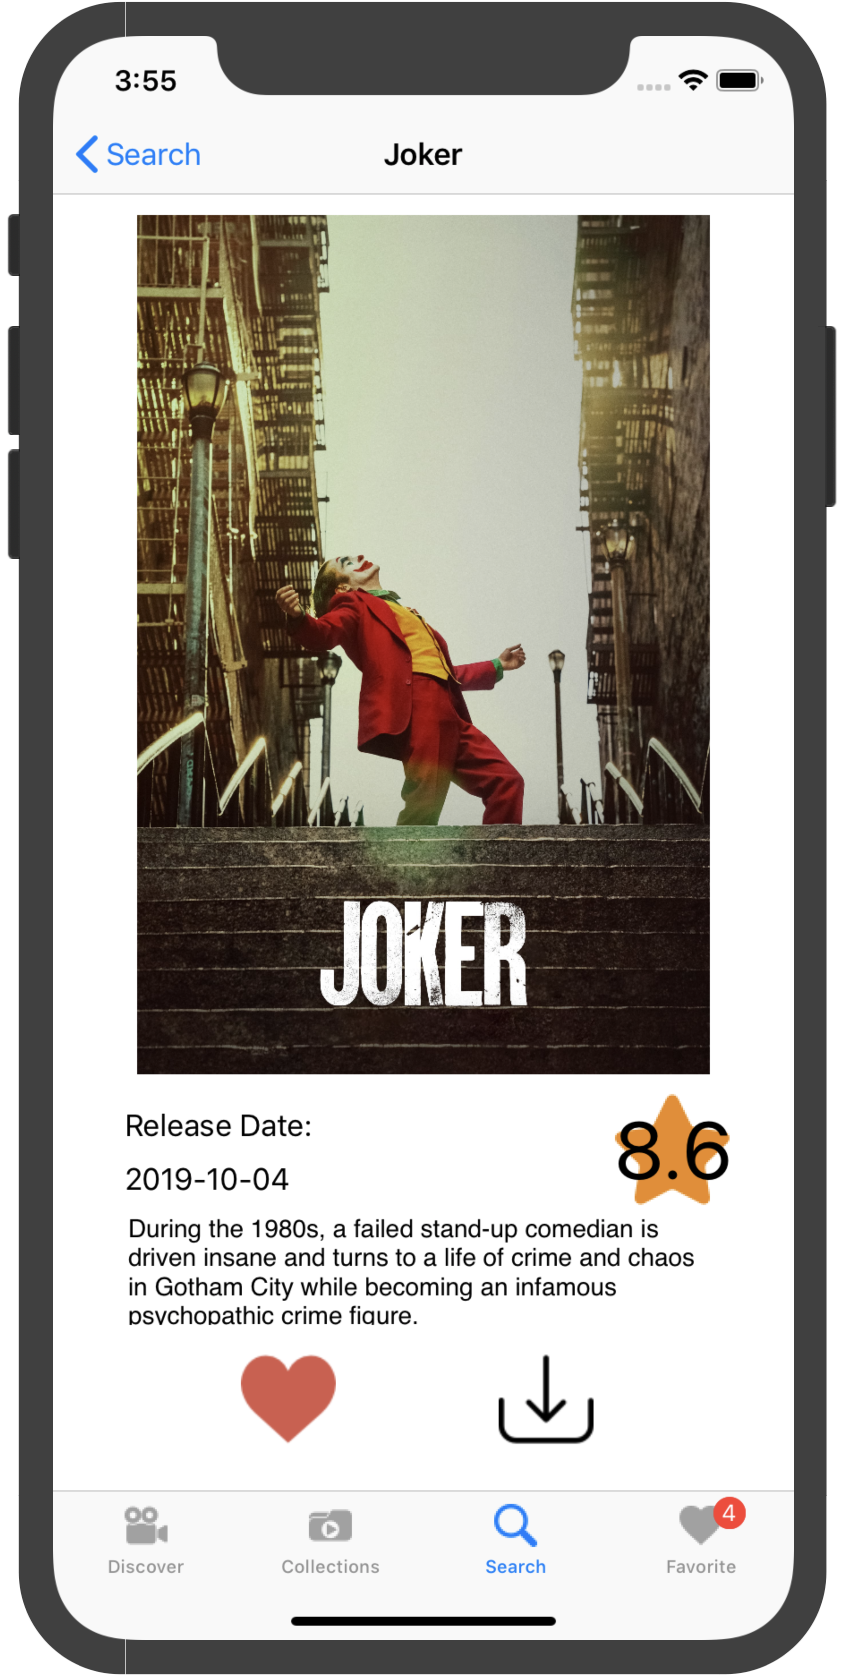 3:55
Search
Joker
JOKER
Release Date:
8.6
2019-10-04
During the 1980s, a failed stand-up comedian is
driven insane and turns to a life of crime and chaos
in Gotham City while becoming an infamous
psychopathic crime figure.
4
Discover
Collections
Search
Favorite